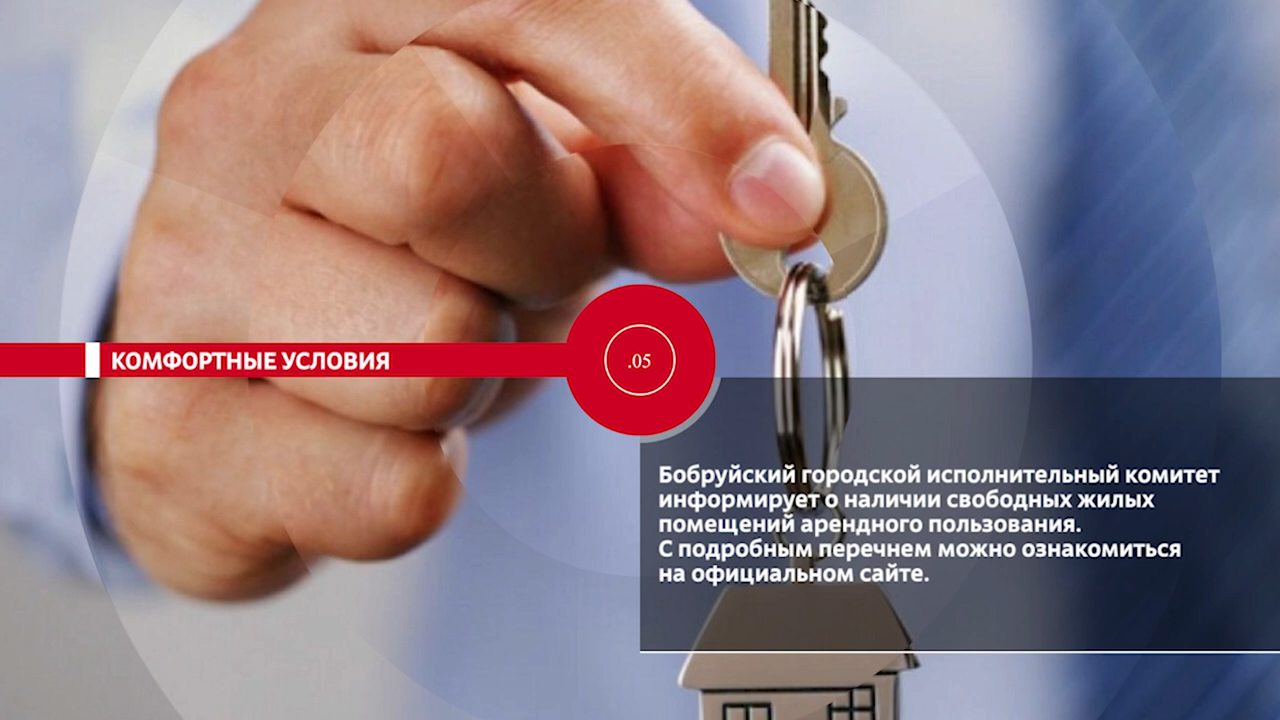 КОМФОРТНЫЕ УСЛОВИЯ
.05
Бобруйский городской исполнительный комитет
информирует о наличии свободных жилых
помещений арендного пользования.
С подробным перечнем можно ознакомиться
на официальном сайте.